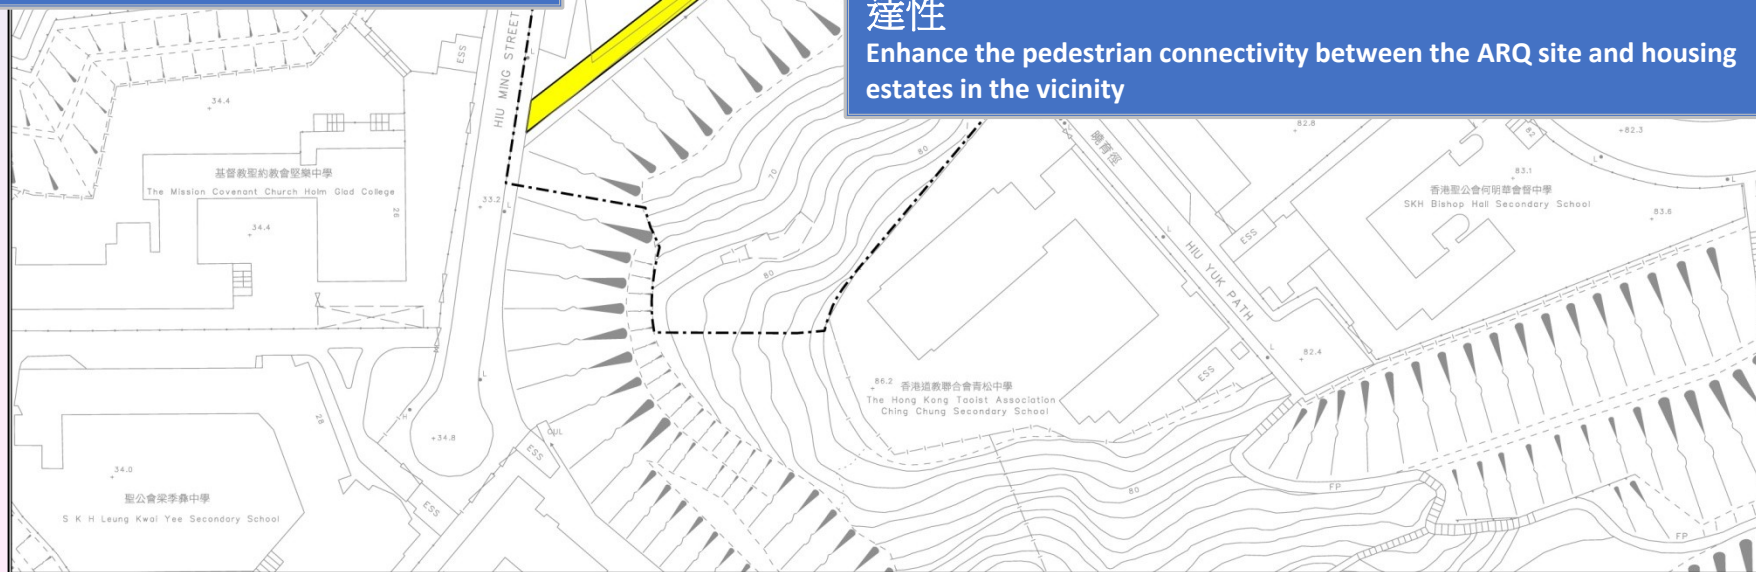 達性
Enhance the pedestrian connectivity between the ARQ site and housing
estates in the vicinity
ESS
HIU MING STREET
L
34.4
基督教聖約教會堅樂中學
The Mission Covenant Church Holm Glad College
34.4
26
33.2
L
80
70
80
曉育徑
L
82.8
82
82.3
L
83.1
香港聖公會何明華會督中學
SKH Bishop Hall Secondary School
83.6
L
L
ESS
HIU YUK PATH
L
82.4
ESS
86.2
香港道教聯合會青松中學
The Hong Kong Taoist Association
Ching Chung Secondary School
L
34.8
28
ESS
ESS
34.0
聖公會梁季彝中學
S K H Leung Kwai Yee Secondary School
80
FP
FP